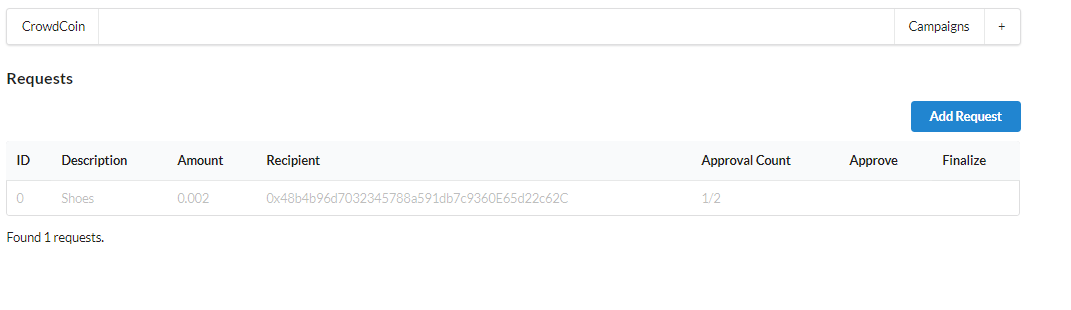 CrowdCoin Campaigns +
Requests
Add Request
ID Description Amount Recipient Approval Count Approve Finalize
0 Shoes 0.002 0x48b4b96d7032345788a591db7c9360E65d22c62C 1/2
Found 1 requests.